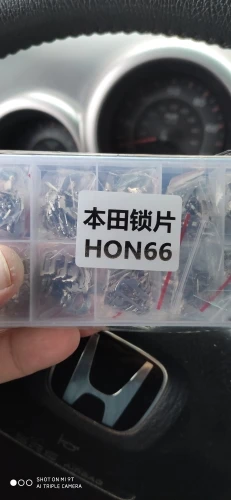 本田锁片
HON66
SHOT ON MI 9T
AI TRIPLE CAMERA